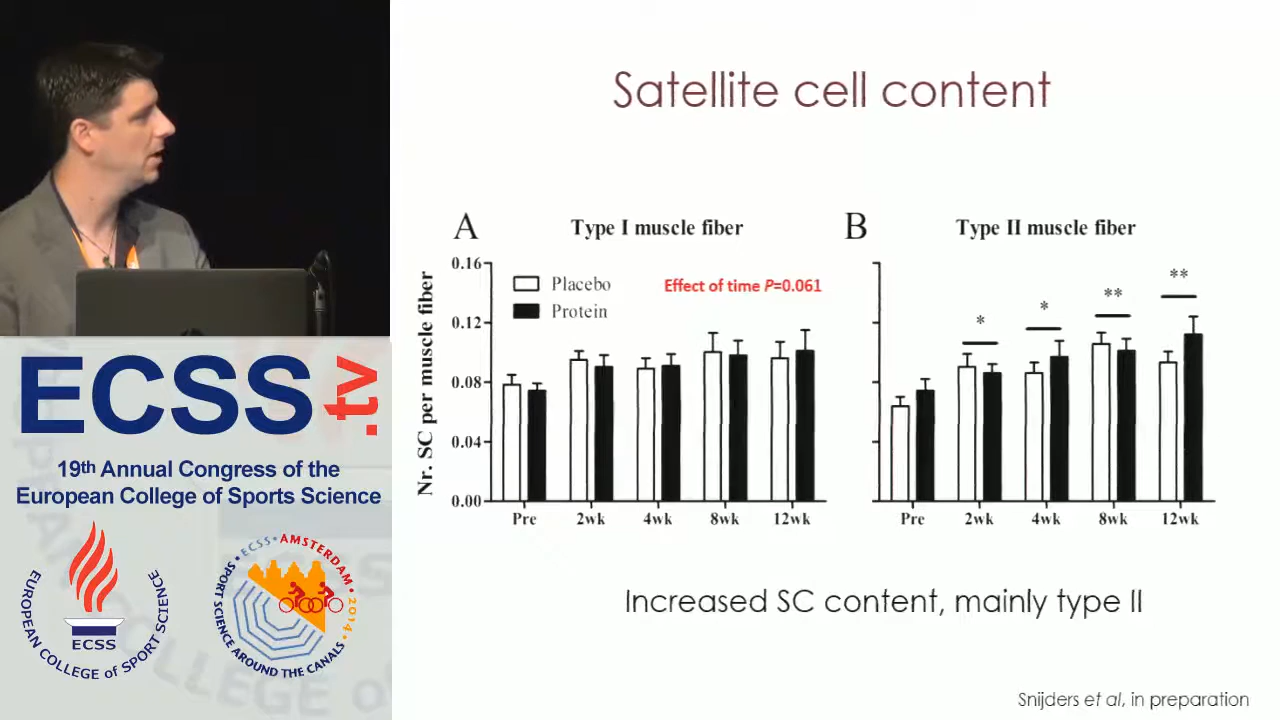 Satellite cell content
A
Type I muscle fiber
B
Type II muscle fiber
Nr. SC per muscle fiber
0.16
0.12
0.08
0.04
0.00
Placebo
Protein
Effect of time P=0.061
*
*
**
**
Pre
2wk
4wk
8wk
12wk
Pre
2wk
4wk
8wk
12wk
Increased SC content, mainly type II
Snijders et al, in preparation
ECSS
.tv
19th Annual Congress of the
European College of Sports Science
EUROPEAN COLLEGE OF SPORT SCIENCE
ECSS
•ECSS•AMSTERDAM 2014•
SPORT SCIENCE AROUND THE CANALS